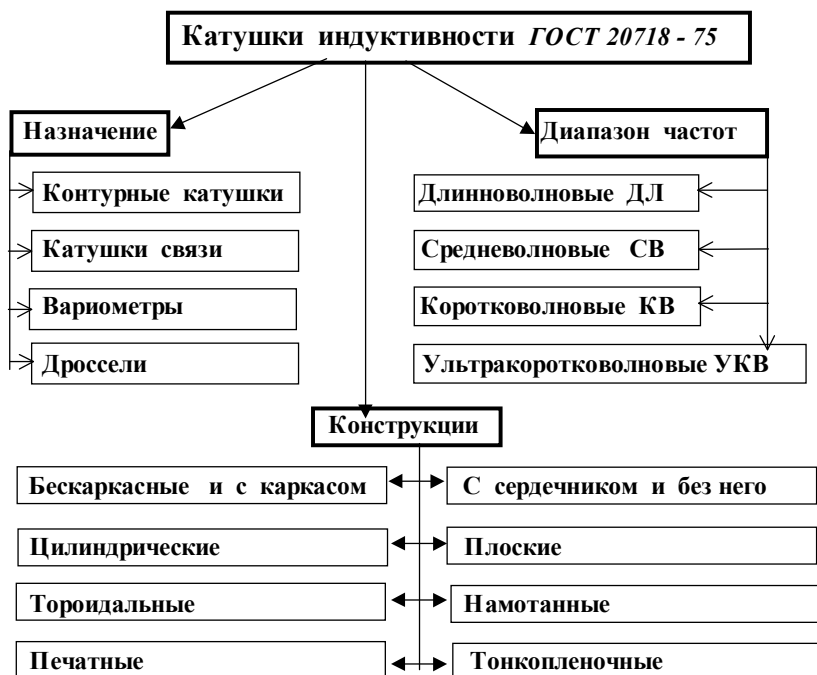 Катушки индуктивности ГОСТ 20718 - 75
Назначение
Контурные катушки
Катушки связи
Вариометры
Дроссели
Диапазон частот
Длинноволновые ДЛ
Средневолновые СВ
Коротковолновые КВ
Ультракоротковолновые УКВ
Конструкции
Бескаркасные и с каркасом
С сердечником и без него
Цилиндрические
Плоские
Тороидальные
Намотанные
Печатные
Тонкопленочные